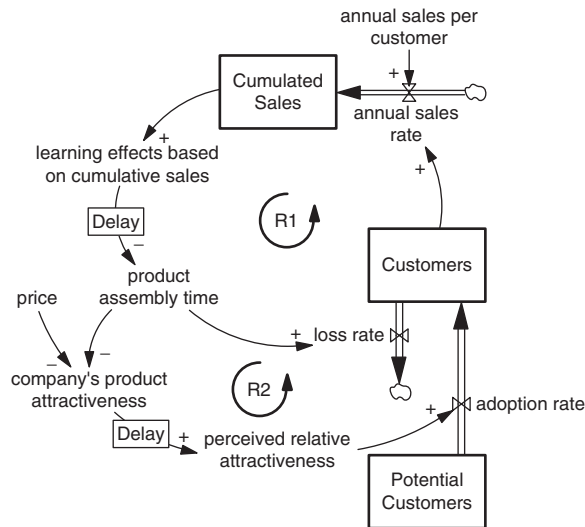 annual sales per
customer
+
Cumulated
Sales
annual sales
rate
+
learning effects based
on cumulative sales
+
Delay
R1
–
Customers
product
assembly time
price
+
loss rate
–
–
company's product
attractiveness
R2
+
adoption rate
Delay
+
perceived relative
attractiveness
Potential
Customers